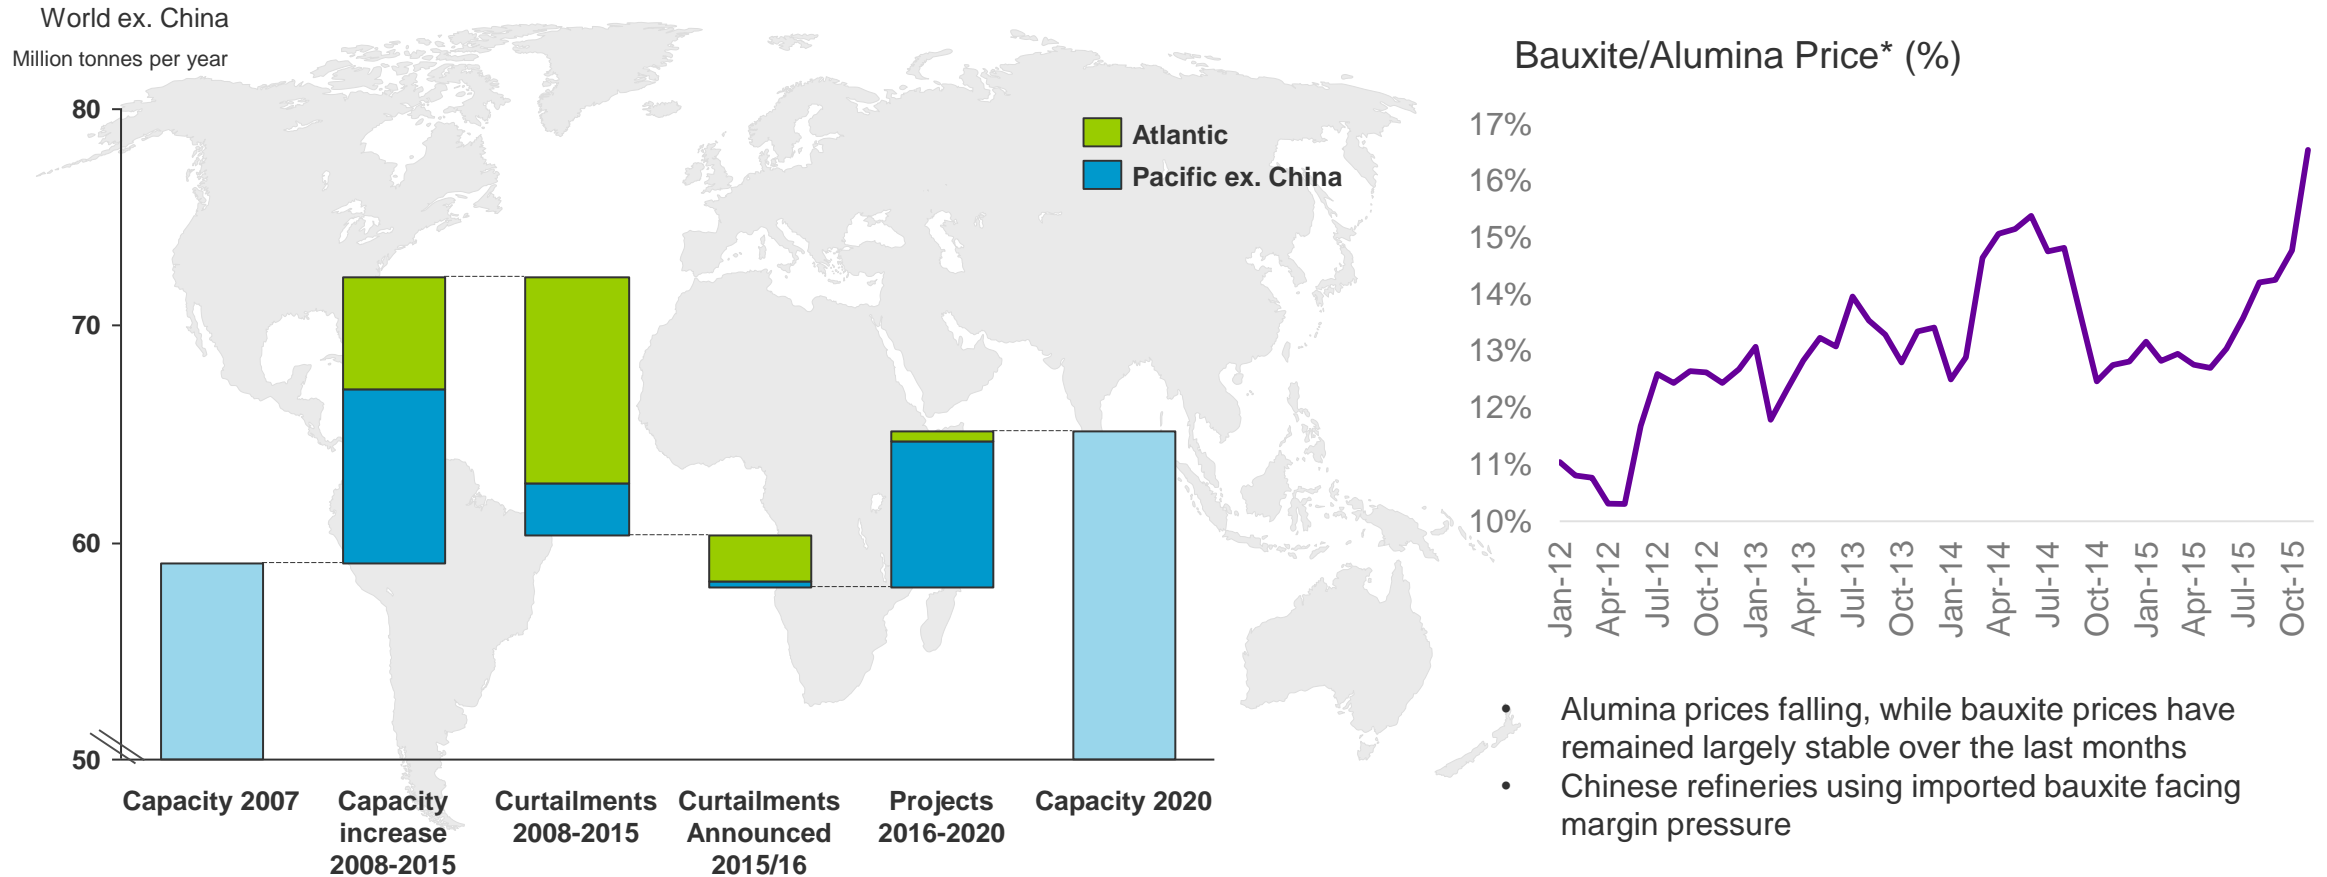 World ex. China
Million tonnes per year
80
70
60
50
Atlantic
Pacific ex. China
Capacity 2007
Capacity
increase
2008-2015
Curtailments
2008-2015
Curtailments
Announced
2015/16
Projects
2016-2020
Capacity 2020
Bauxite/Alumina Price* (%)
17%
16%
15%
14%
13%
12%
11%
10%
Jan-12
Apr-12
Jul-12
Oct-12
Jan-13
Apr-13
Jul-13
Oct-13
Jan-14
Apr-14
Jul-14
Oct-14
Jan-15
Apr-15
Jul-15
Oct-15
• Alumina prices falling, while bauxite prices have
remained largely stable over the last months
• Chinese refineries using imported bauxite facing
margin pressure